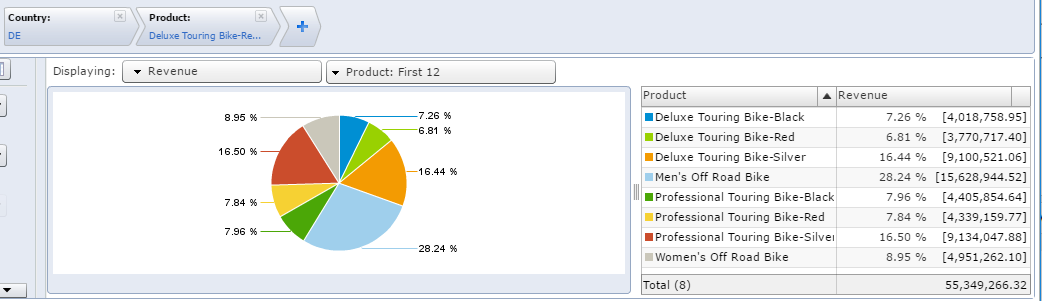 Country:
DE
Product:
Deluxe Touring Bike-Re...
Displaying:
Revenue
Product: First 12
7.26 %
6.81 %
16.44 %
28.24 %
7.96 %
7.84 %
16.50 %
8.95 %
Product Revenue
Deluxe Touring Bike-Black 7.26 % [4,018,758.95]
Deluxe Touring Bike-Red 6.81 % [3,770,717.40]
Deluxe Touring Bike-Silver 16.44 % [9,100,521.06]
Men's Off Road Bike 28.24 % [15,628,944.52]
Professional Touring Bike-Black 7.96 % [4,405,854.64]
Professional Touring Bike-Red 7.84 % [4,339,159.77]
Professional Touring Bike-Silver 16.50 % [9,134,047.88]
Women's Off Road Bike 8.95 % [4,951,262.10]
Total (8) 55,349,266.32